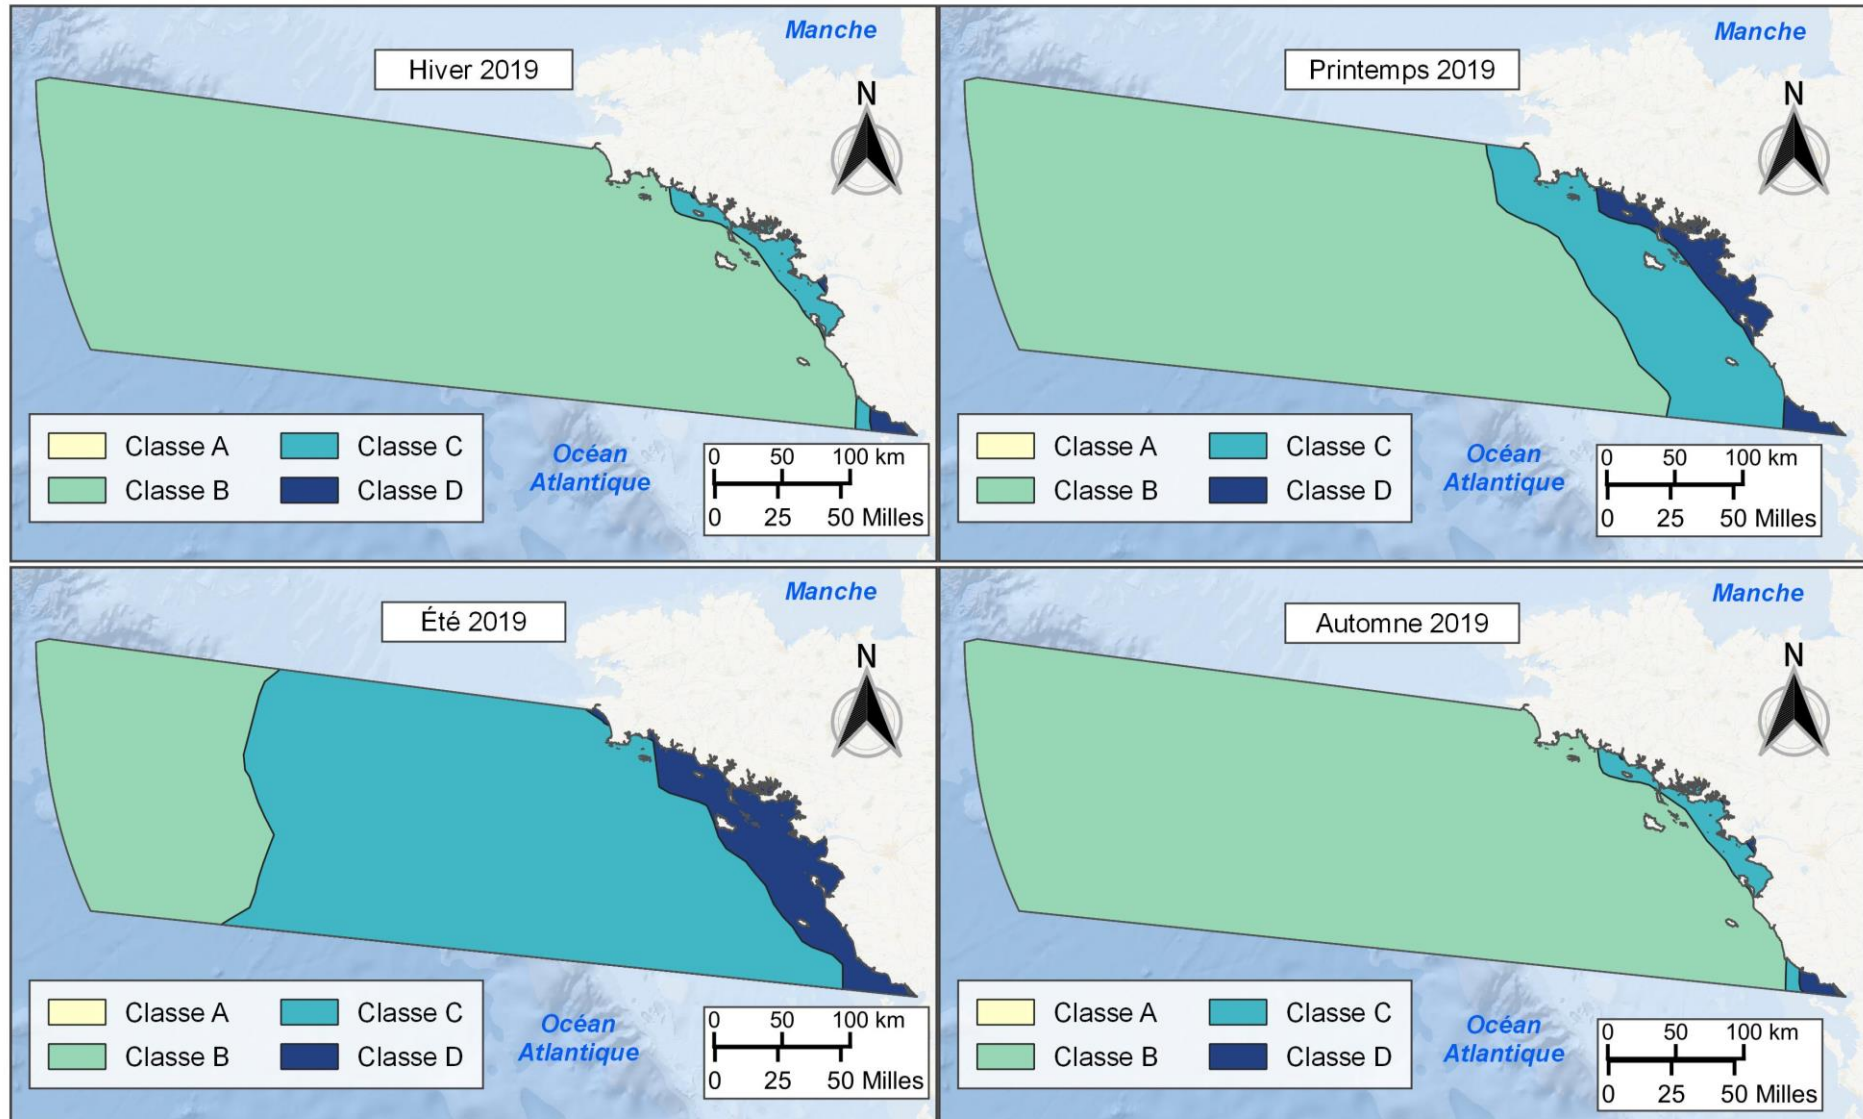 Manche
Hiver 2019
N
Classe A
Classe C
Classe B
Classe D
Océan
Atlantique
0 50 100 km
0 25 50 Milles
Manche
Printemps 2019
N
Classe A
Classe C
Classe B
Classe D
Océan
Atlantique
0 50 100 km
0 25 50 Milles
Manche
Été 2019
N
Classe A
Classe C
Classe B
Classe D
Océan
Atlantique
0 50 100 km
0 25 50 Milles
Manche
Automne 2019
N
Classe A
Classe C
Classe B
Classe D
Océan
Atlantique
0 50 100 km
0 25 50 Milles